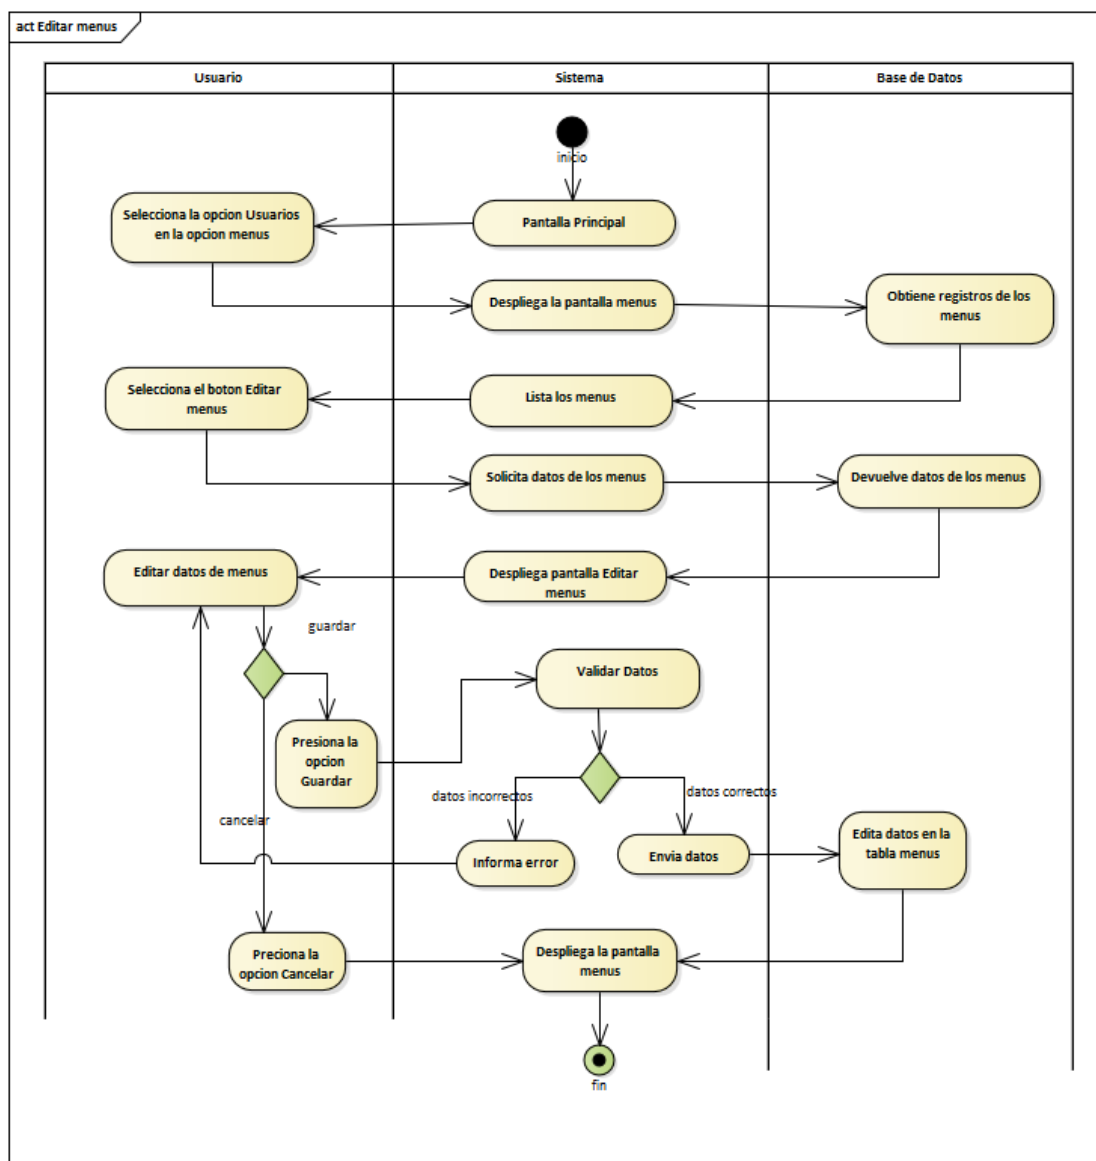 act Editar menus
Usuario
Sistema
Base de Datos
inicio
Selecciona la opcion Usuarios
en la opcion menus
Pantalla Principal
Despliega la pantalla menus
Obtiene registros de los
menus
Selecciona el boton Editar
menus
Lista los menus
Solicita datos de los menus
Devuelve datos de los menus
Editar datos de menus
Despliega pantalla Editar
menus
guardar
Validar Datos
Presiona la
opcion
Guardar
datos incorrectos
datos correctos
cancelar
Informa error
Envia datos
Edita datos en la
tabla menus
Preciona la
opcion Cancelar
Despliega la pantalla
menus
fin